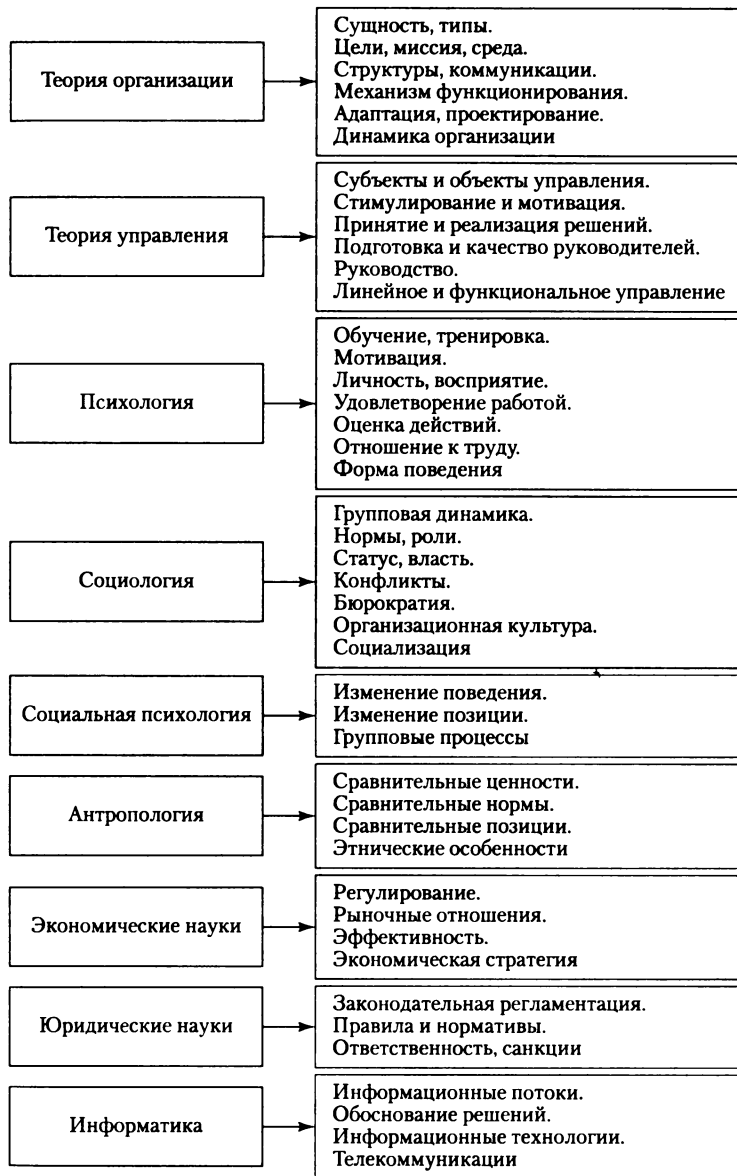 Теория организации
Сущность, типы.
Цели, миссия, среда.
Структуры, коммуникации.
Механизм функционирования.
Адаптация, проектирование.
Динамика организации
Теория управления
Субъекты и объекты управления.
Стимулирование и мотивация.
Принятие и реализация решений.
Подготовка и качество руководителей.
Руководство.
Линейное и функциональное управление
Психология
Обучение, тренировка.
Мотивация.
Личность, восприятие.
Удовлетворение работой.
Оценка действий.
Отношение к труду.
Форма поведения
Социология
Групповая динамика.
Нормы, роли.
Статус, власть.
Конфликты.
Бюрократия.
Организационная культура.
Социализация
Социальная психология
Изменение поведения.
Изменение позиции.
Групповые процессы
Антропология
Сравнительные ценности.
Сравнительные нормы.
Сравнительные позиции.
Этнические особенности
Экономические науки
Регулирование.
Рыночные отношения.
Эффективность.
Экономическая стратегия
Юридические науки
Законодательная регламентация.
Правила и нормативы.
Ответственность, санкции
Информатика
Информационные потоки.
Обоснование решений.
Информационные технологии.
Телекоммуникации